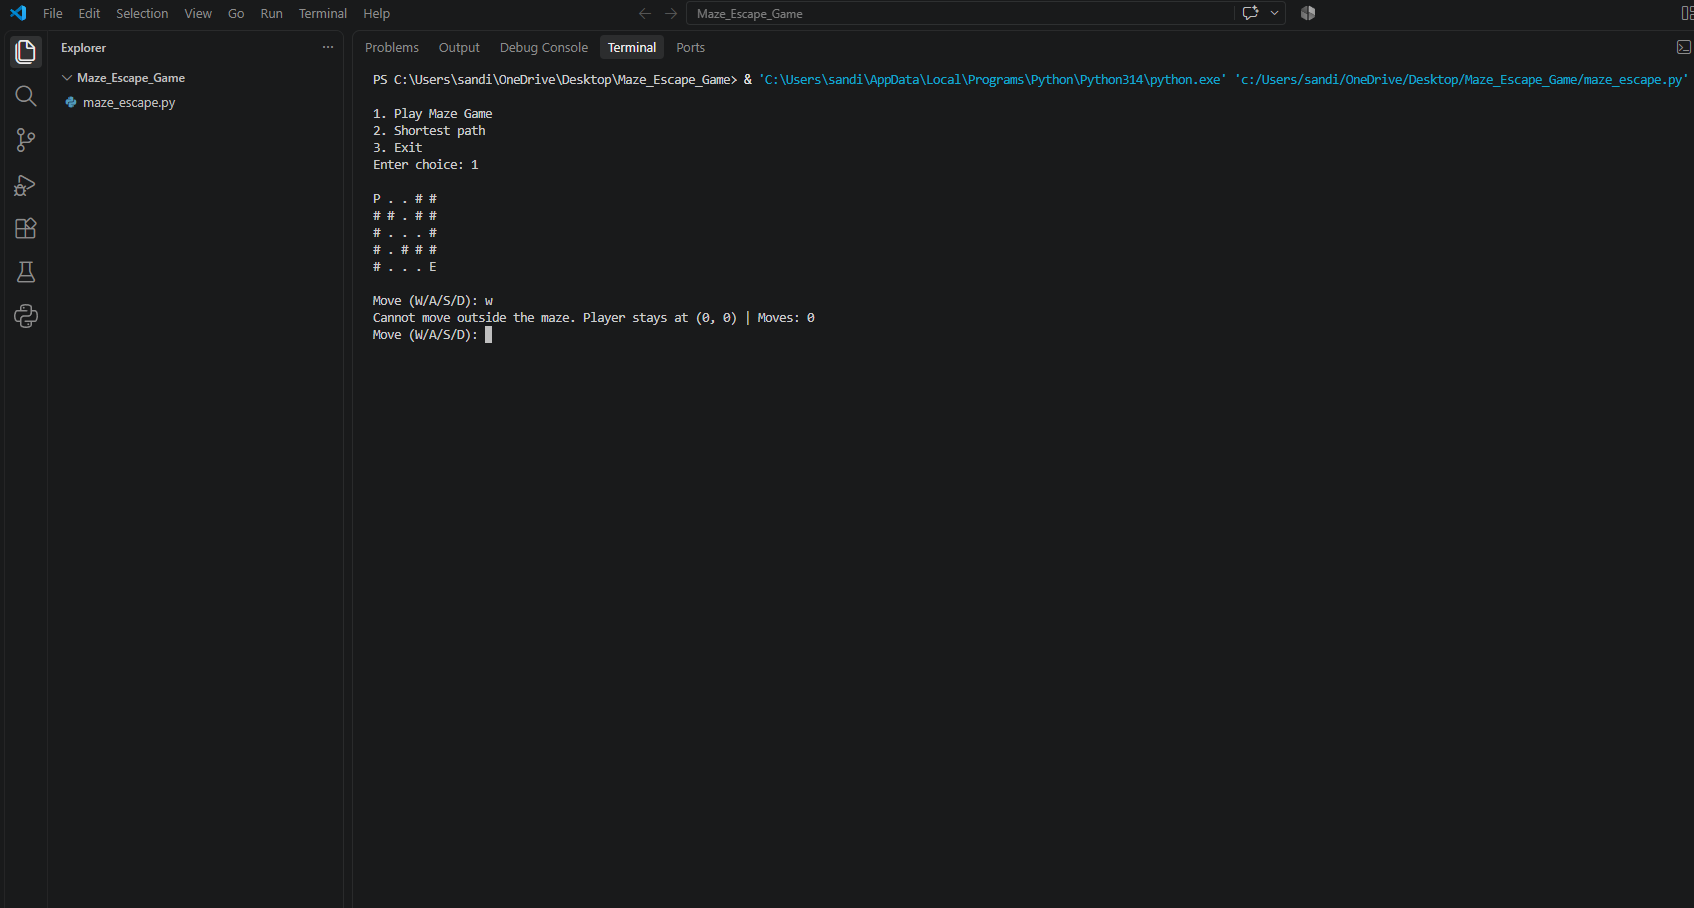 File Edit Selection View Go Run Terminal Help
Maze_Escape_Game
Explorer
Maze_Escape_Game
maze_escape.py
Problems Output Debug Console Terminal Ports
PS C:\Users\sandi\OneDrive\Desktop\Maze_Escape_Game> & 'C:\Users\sandi\AppData\Local\Programs\Python\Python314\python.exe' 'c:/Users/sandi/OneDrive/Desktop/Maze_Escape_Game/maze_escape.py'
1. Play Maze Game
2. Shortest path
3. Exit
Enter choice: 1
P . . # #
# # . # #
# . . . #
# . # # #
# . . . E
Move (W/A/S/D): w
Cannot move outside the maze. Player stays at (0, 0) | Moves: 0
Move (W/A/S/D):